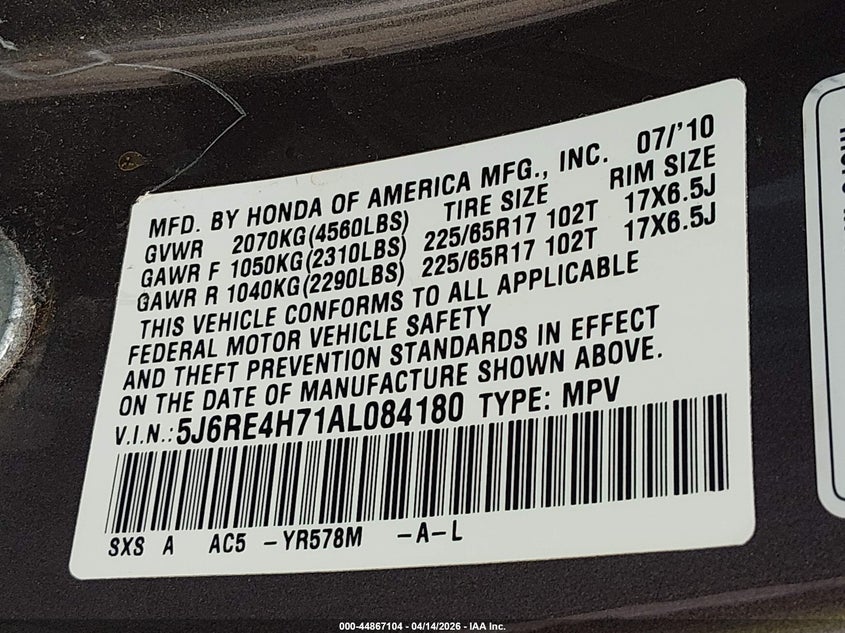 MFD. BY HONDA OF AMERICA MFG., INC. 07/'10
GVWR 2070KG(4560LBS) TIRE SIZE RIM SIZE
GAWR F 1050KG(2310LBS) 225/65R17 102T 17X6.5J
GAWR R 1040KG(2290LBS) 225/65R17 102T 17X6.5J
THIS VEHICLE CONFORMS TO ALL APPLICABLE
FEDERAL MOTOR VEHICLE SAFETY
AND THEFT PREVENTION STANDARDS IN EFFECT
ON THE DATE OF MANUFACTURE SHOWN ABOVE.
V.I.N.:5J6RE4H71AL084180 TYPE: MPV
SXS A AC5 -YR578M -A-L
000-44867104 - 04/14/2026 - IAA Inc.